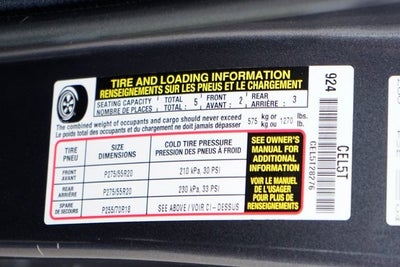 TIRE AND LOADING INFORMATION
RENSEIGNEMENTS SUR LES PNEUS ET LE CHARGEMENT
SEATING CAPACITY TOTAL : 5 FRONT : 2 REAR : 3
NOMBRE DE PLACES TOTAL : AVANT : ARRIÈRE :
The combined weight of occupants and cargo should never exceed 575 kg or 1270 lbs.
Le poids total des occupants et du chargement ne doit jamais dépasser kg ou lb.
TIRE SIZE COLD TIRE PRESSURE
PNEU DIMENSIONS PRESSION DES PNEUS À FROID
FRONT
AVANT P275/55R20 210 kPa, 30 PSI
REAR
ARRIÈRE P275/55R20 230 kPa, 33 PSI
SPARE
DE SECOURS P255/70R18 SEE ABOVE / VOIR CI-DESSUS
SEE OWNER'S
MANUAL FOR
ADDITIONAL
INFORMATION
VOIR LE MANUEL
DE L'USAGER
POUR PLUS DE
RENSEIGNEMENTS
924
CEL5T
CEL5T28276